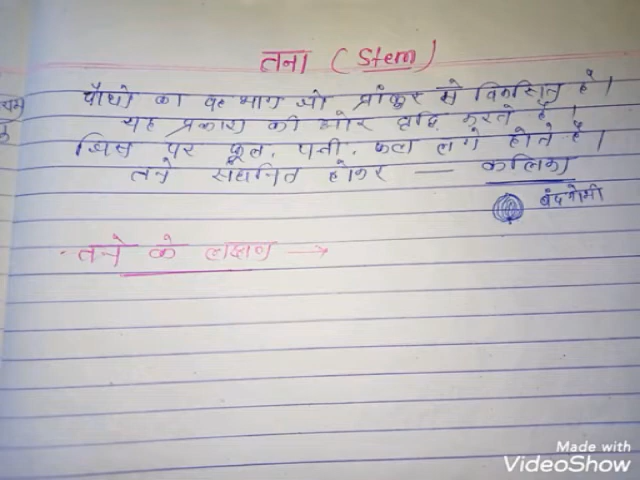 तना (Stem)
पौधो का वह भाग जो प्रांकुर से विकसित है।
यह प्रकाश की ओर वृद्धि करते है।
जिस पर फूल, पत्ती, फल लगे होते है।
तने संघनित होकर — कलिका
बंदगोभी
तने के लक्षण →
Made with
VideoShow